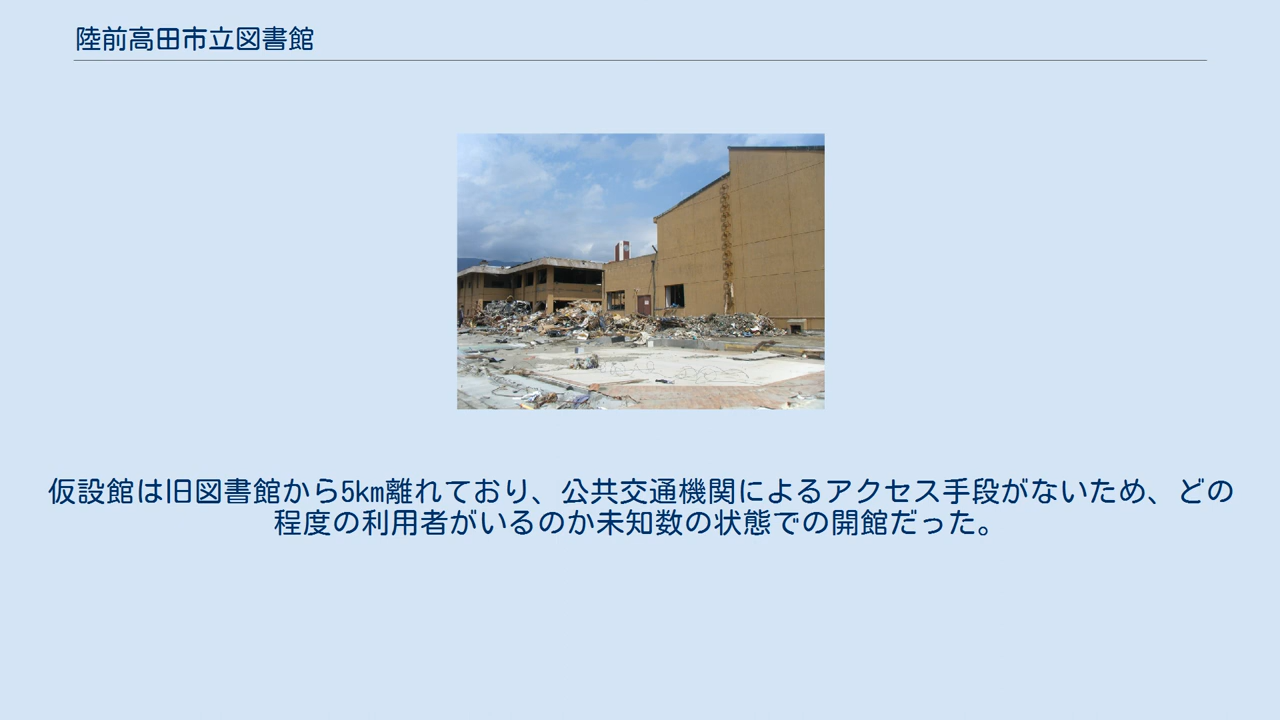 陸前高田市立図書館
仮設館は旧図書館から5km離れており、公共交通機関によるアクセス手段がないため、どの
程度の利用者がいるのか未知数の状態での開館だった。